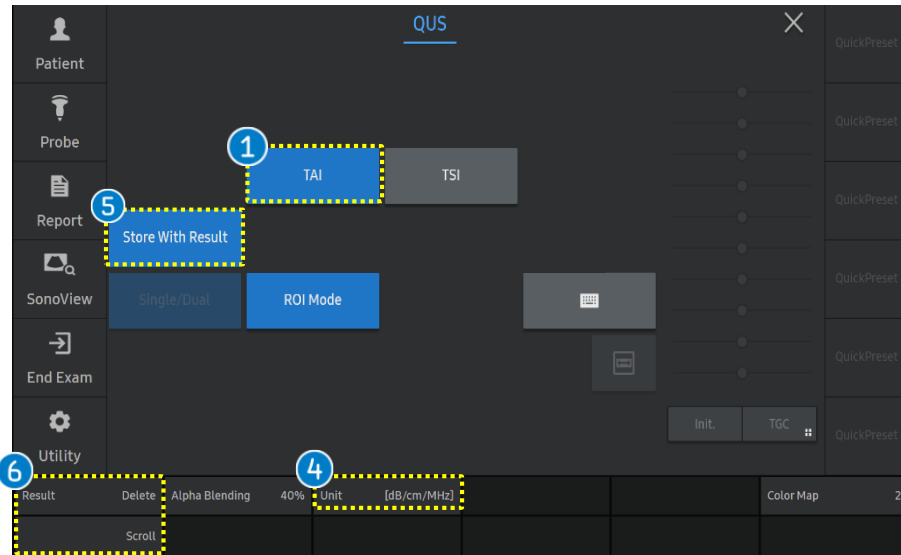 QUS
Patient
QuickPreset
Probe
QuickPreset
1
TAI
TSI
Report
5
QuickPreset
Store With Result
SonoView
Single/Dual
ROI Mode
QuickPreset
End Exam
QuickPreset
Init.
TGC
Utility
QuickPreset
6
4
Result Delete
Alpha Blending 40%
Unit [dB/cm/MHz]
Color Map 2
Scroll